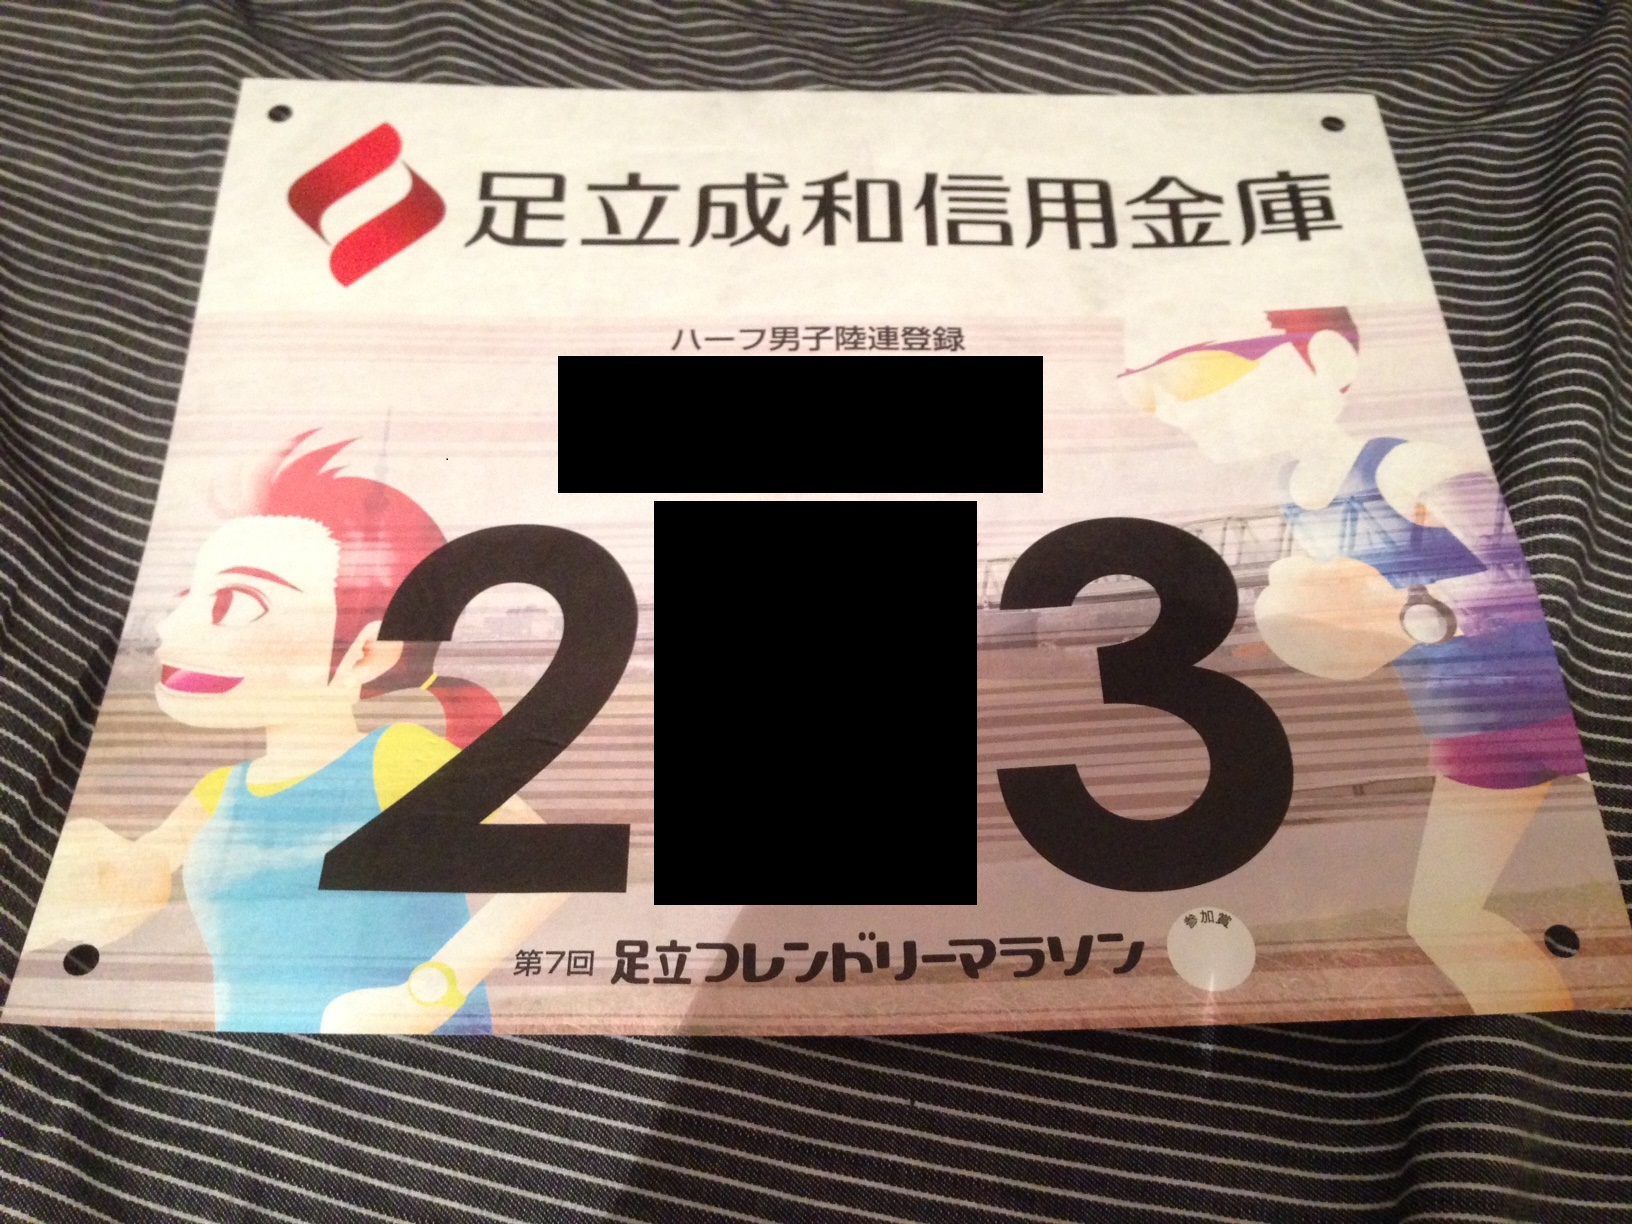 足立成和信用金庫
ハーフ男子陸連登録
2 3
第7回 足立フレンドリーマラソン
参加賞